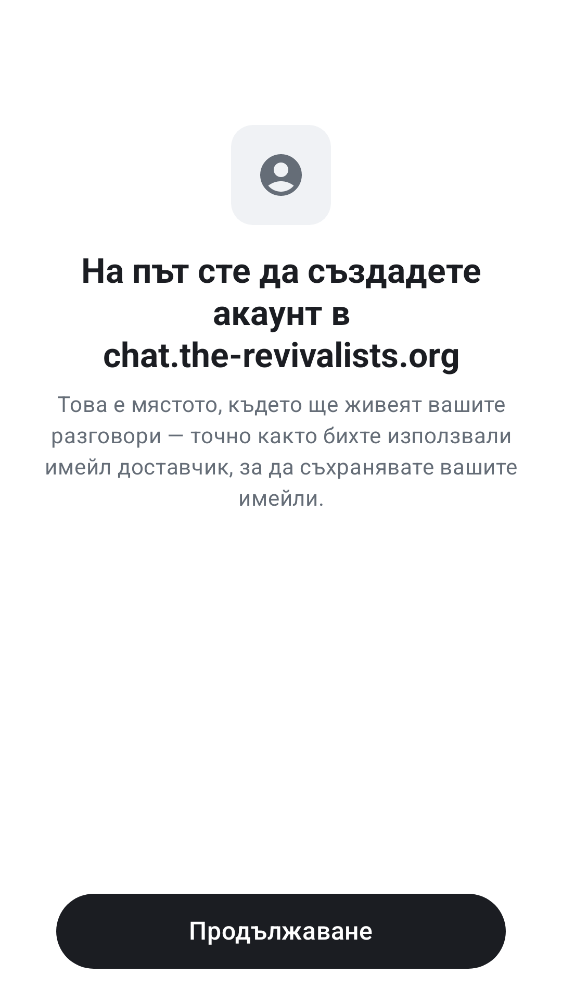 На път сте да създадете
акаунт в
chat.the-revivalists.org
Това е мястото, където ще живеят вашите
разговори — точно както бихте използвали
имейл доставчик, за да съхранявате вашите
имейли.
Продължаване